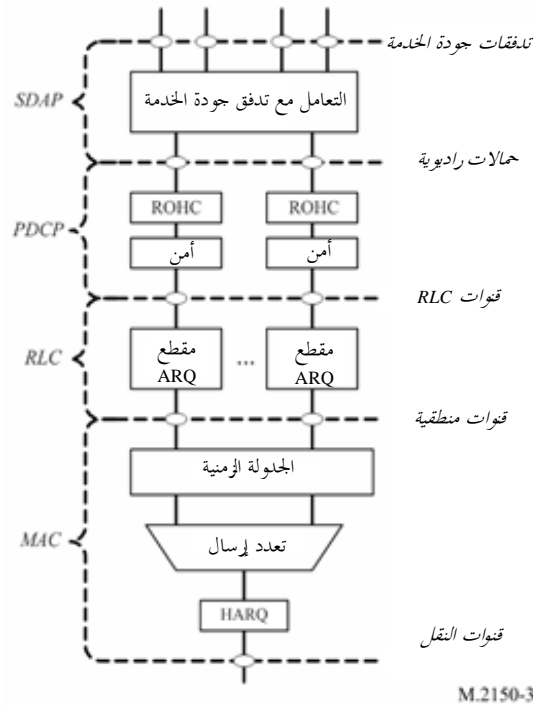 تدفقات جودة الخدمة
SDAP
التعامل مع تدفق جودة الخدمة
حمالات راديوية
ROHC
ROHC
PDCP
أمن
أمن
قنوات RLC
RLC
مقطع
ARQ
...
مقطع
ARQ
قنوات منطقية
الجدولة الزمنية
MAC
تعدد إرسال
HARQ
قنوات النقل
M.2150-3